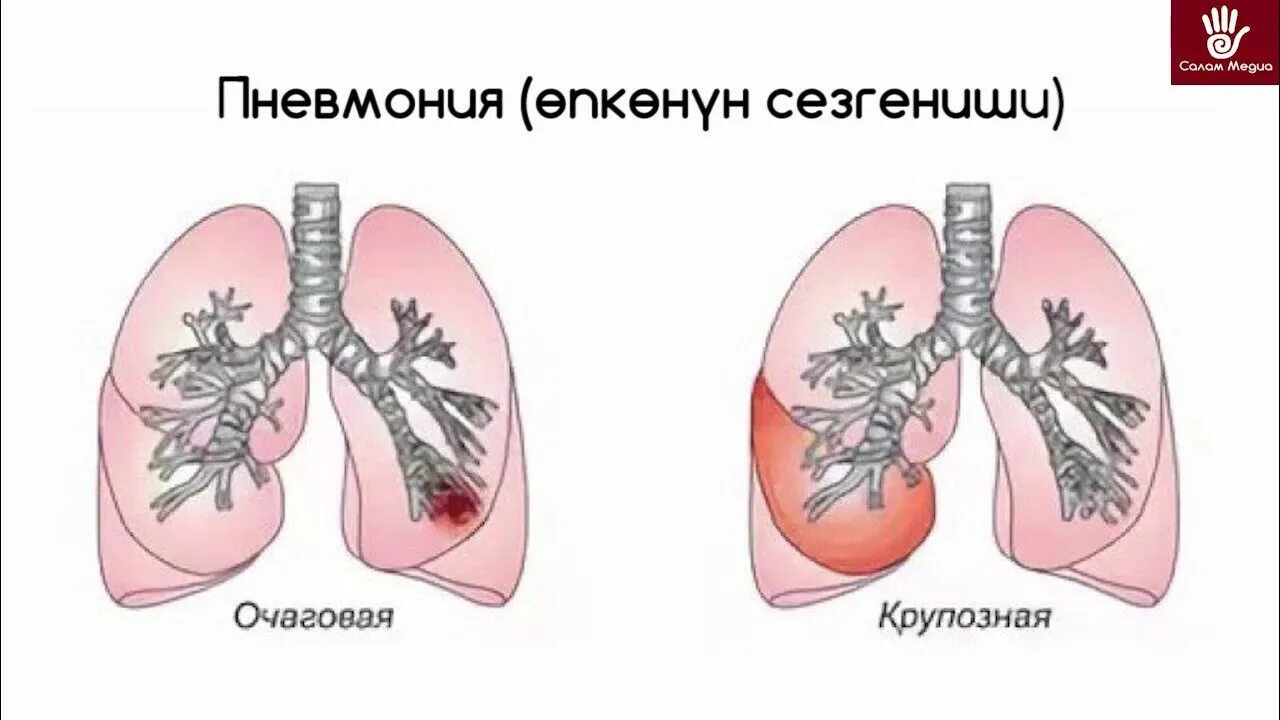 Салам Медиа
Пневмония (өпкөнүн сезгениши)
Очаговая
Крупозная